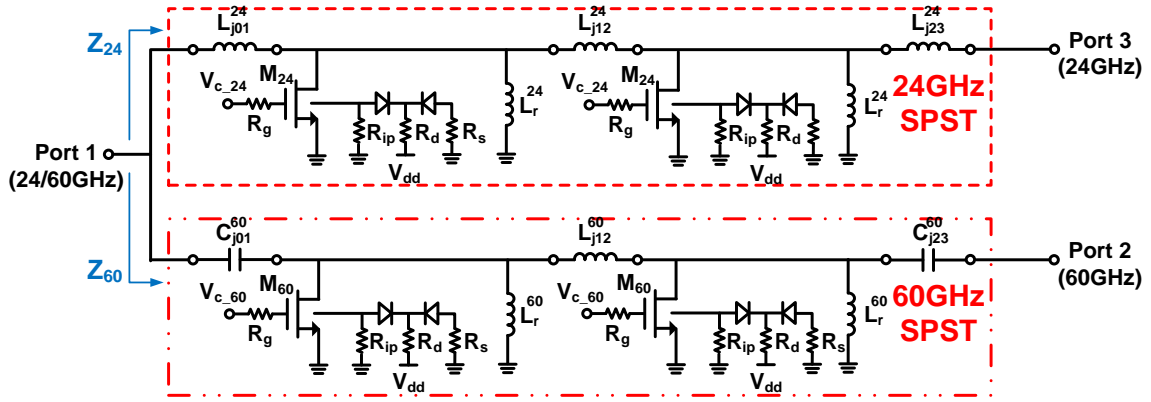 Z24
L24j01
L24j12
L24j23
Vc_24
M24
Rg
Rip
Rd
Rs
Vdd
L24r
Vc_24
M24
Rg
Rip
Rd
Vdd
L24r
24GHz
SPST
Port 3
(24GHz)
Port 1
(24/60GHz)
Z60
C60j01
L60j12
C60j23
Vc_60
M60
Rg
Rip
Rd
Rs
Vdd
L60r
Vc_60
M60
Rg
Rip
Rd
Rs
Vdd
L60r
60GHz
SPST
Port 2
(60GHz)